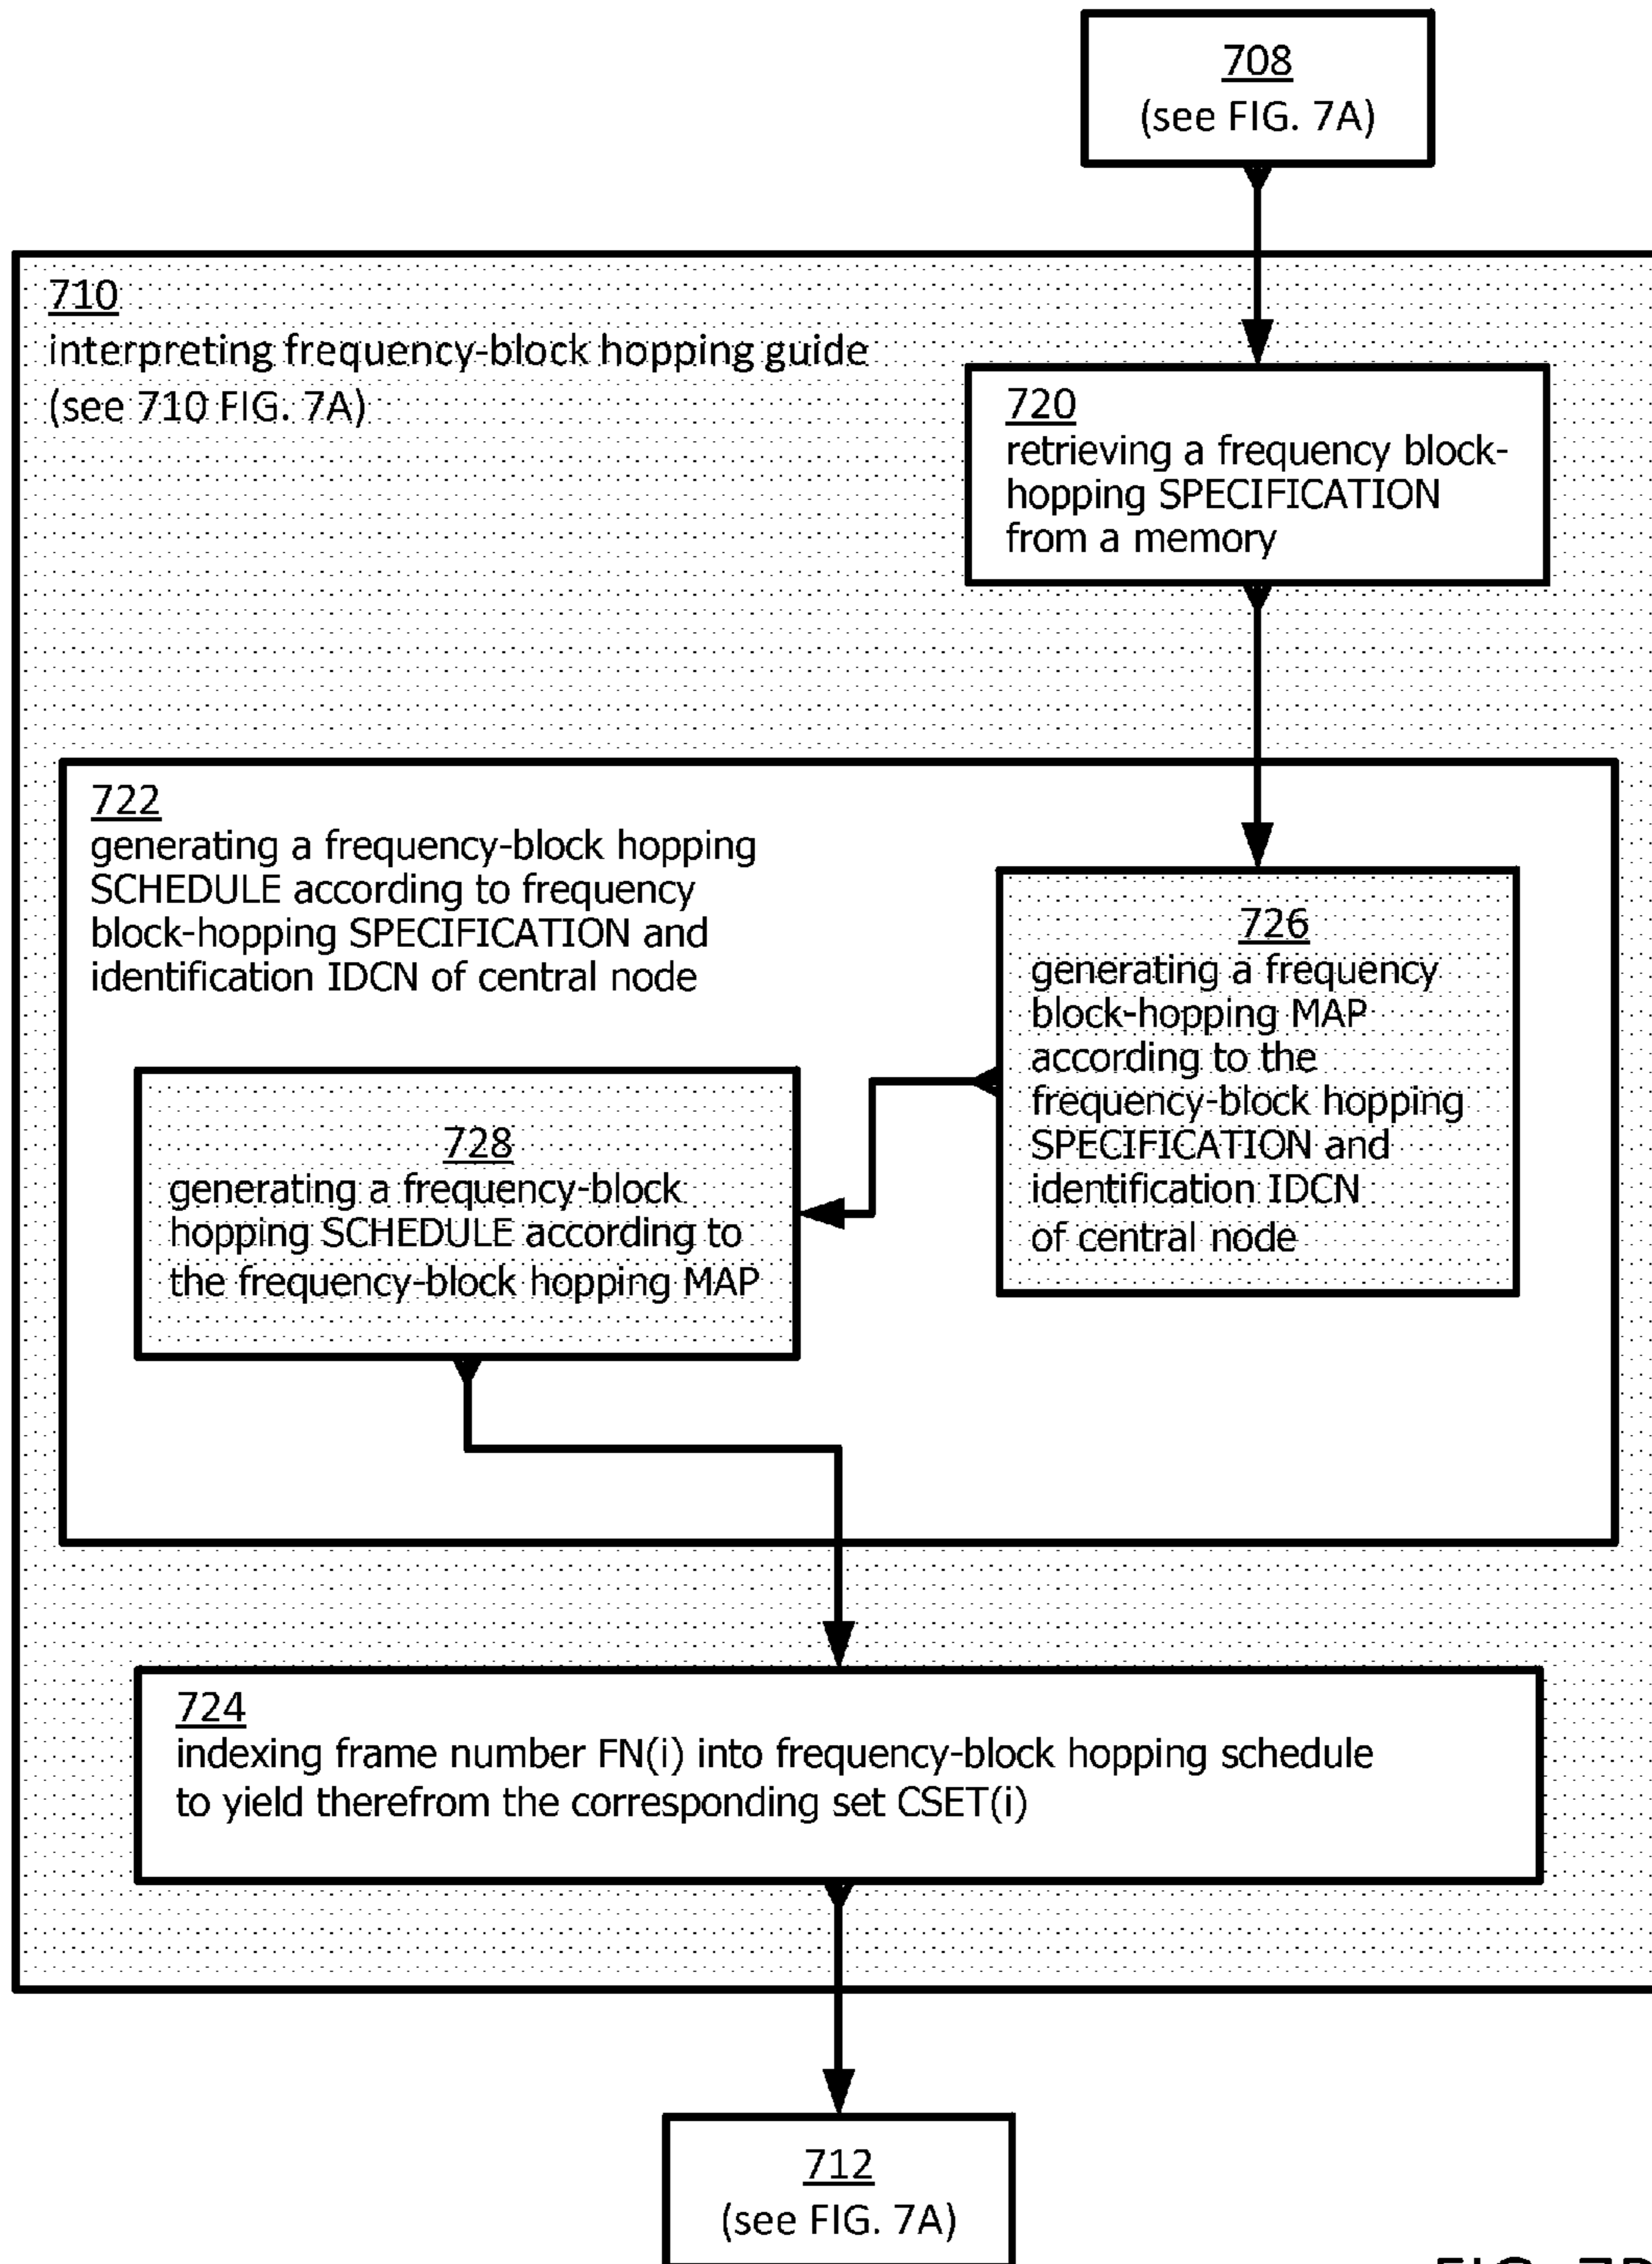 708
(see FIG. 7A)
710
interpreting frequency-block hopping guide
(see 710 FIG. 7A)
720
retrieving a frequency block-
hopping SPECIFICATION
from a memory
722
generating a frequency-block hopping
SCHEDULE according to frequency
block-hopping SPECIFICATION and
identification IDCN of central node
726
generating a frequency
block-hopping MAP
according to the
frequency-block hopping
SPECIFICATION and
identification IDCN
of central node
728
generating a frequency-block
hopping SCHEDULE according to
the frequency-block hopping MAP
724
indexing frame number FN(i) into frequency-block hopping schedule
to yield therefrom the corresponding set CSET(i)
712
(see FIG. 7A)